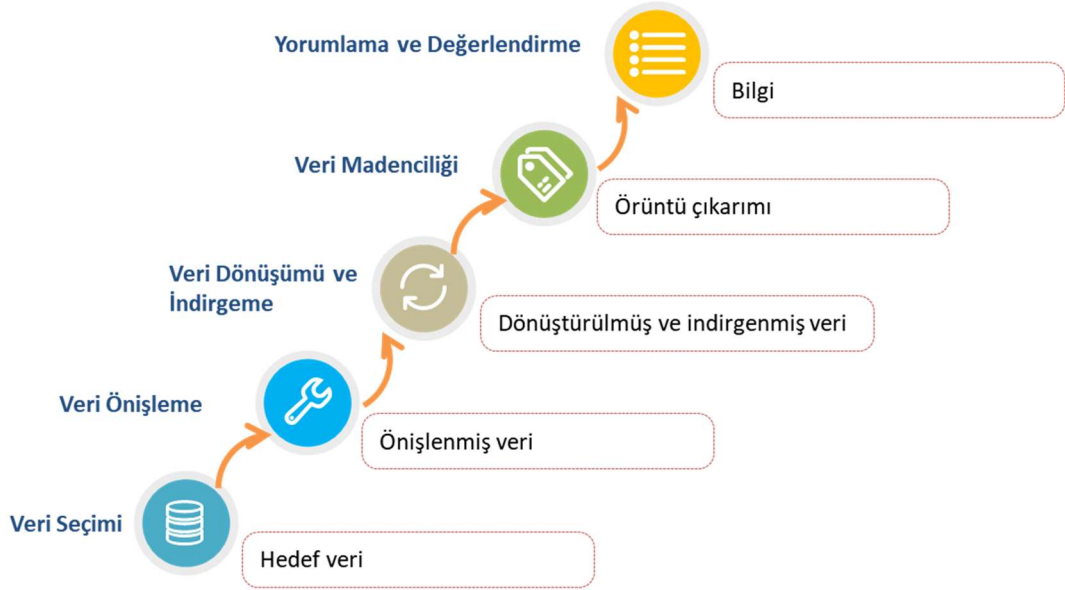 Yorumlama ve Değerlendirme
Bilgi
Veri Madenciliği
Örüntü çıkarımı
Veri Dönüşümü ve
İndirgeme
Dönüştürülmüş ve indirgenmiş veri
Veri Önişleme
Önişlenmiş veri
Veri Seçimi
Hedef veri